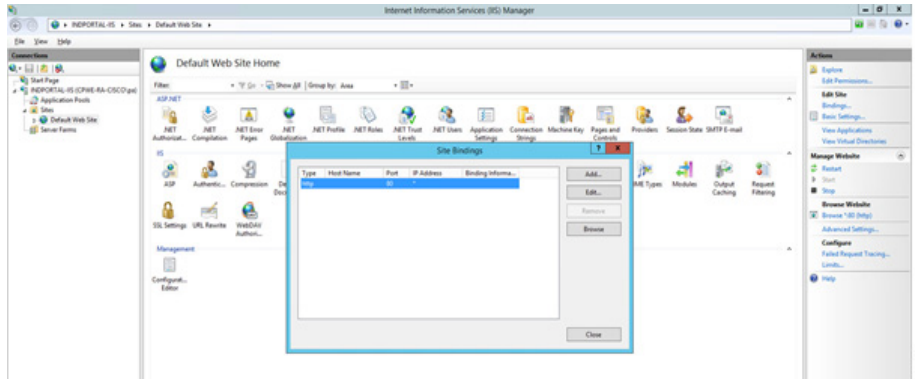 Internet Information Services (IIS) Manager
INDPORTAL-IIS ▸ Sites ▸ Default Web Site ▸
File View Help
Connections
Start Page
INDPORTAL-IIS (CPWE-RA-CISCO\pa)
Application Pools
Sites
Default Web Site
Server Farms
Default Web Site Home
Filter: Go Show All Group by: Area
ASP.NET
.NET Authorizat...
.NET Compilation
.NET Error Pages
.NET Globalization
.NET Profile
.NET Roles
.NET Trust Levels
.NET Users
Application Settings
Connection Strings
Machine Key
Pages and Controls
Providers
Session State
SMTP E-mail
IIS
ASP
Authentic...
Compression
MIME Types
Modules
Output Caching
Request Filtering
SSL Settings
URL Rewrite
WebDAV Authori...
Management
Configurat... Editor
Site Bindings
Type Host Name Port IP Address Binding Informa...
http 80 *
Add...
Edit...
Remove
Browse
Close
Actions
Explore
Edit Permissions...
Edit Site
Bindings...
Basic Settings...
View Applications
View Virtual Directories
Manage Website
Restart
Start
Stop
Browse Website
Browse *:80 (http)
Advanced Settings...
Configure
Failed Request Tracing...
Limits...
Help